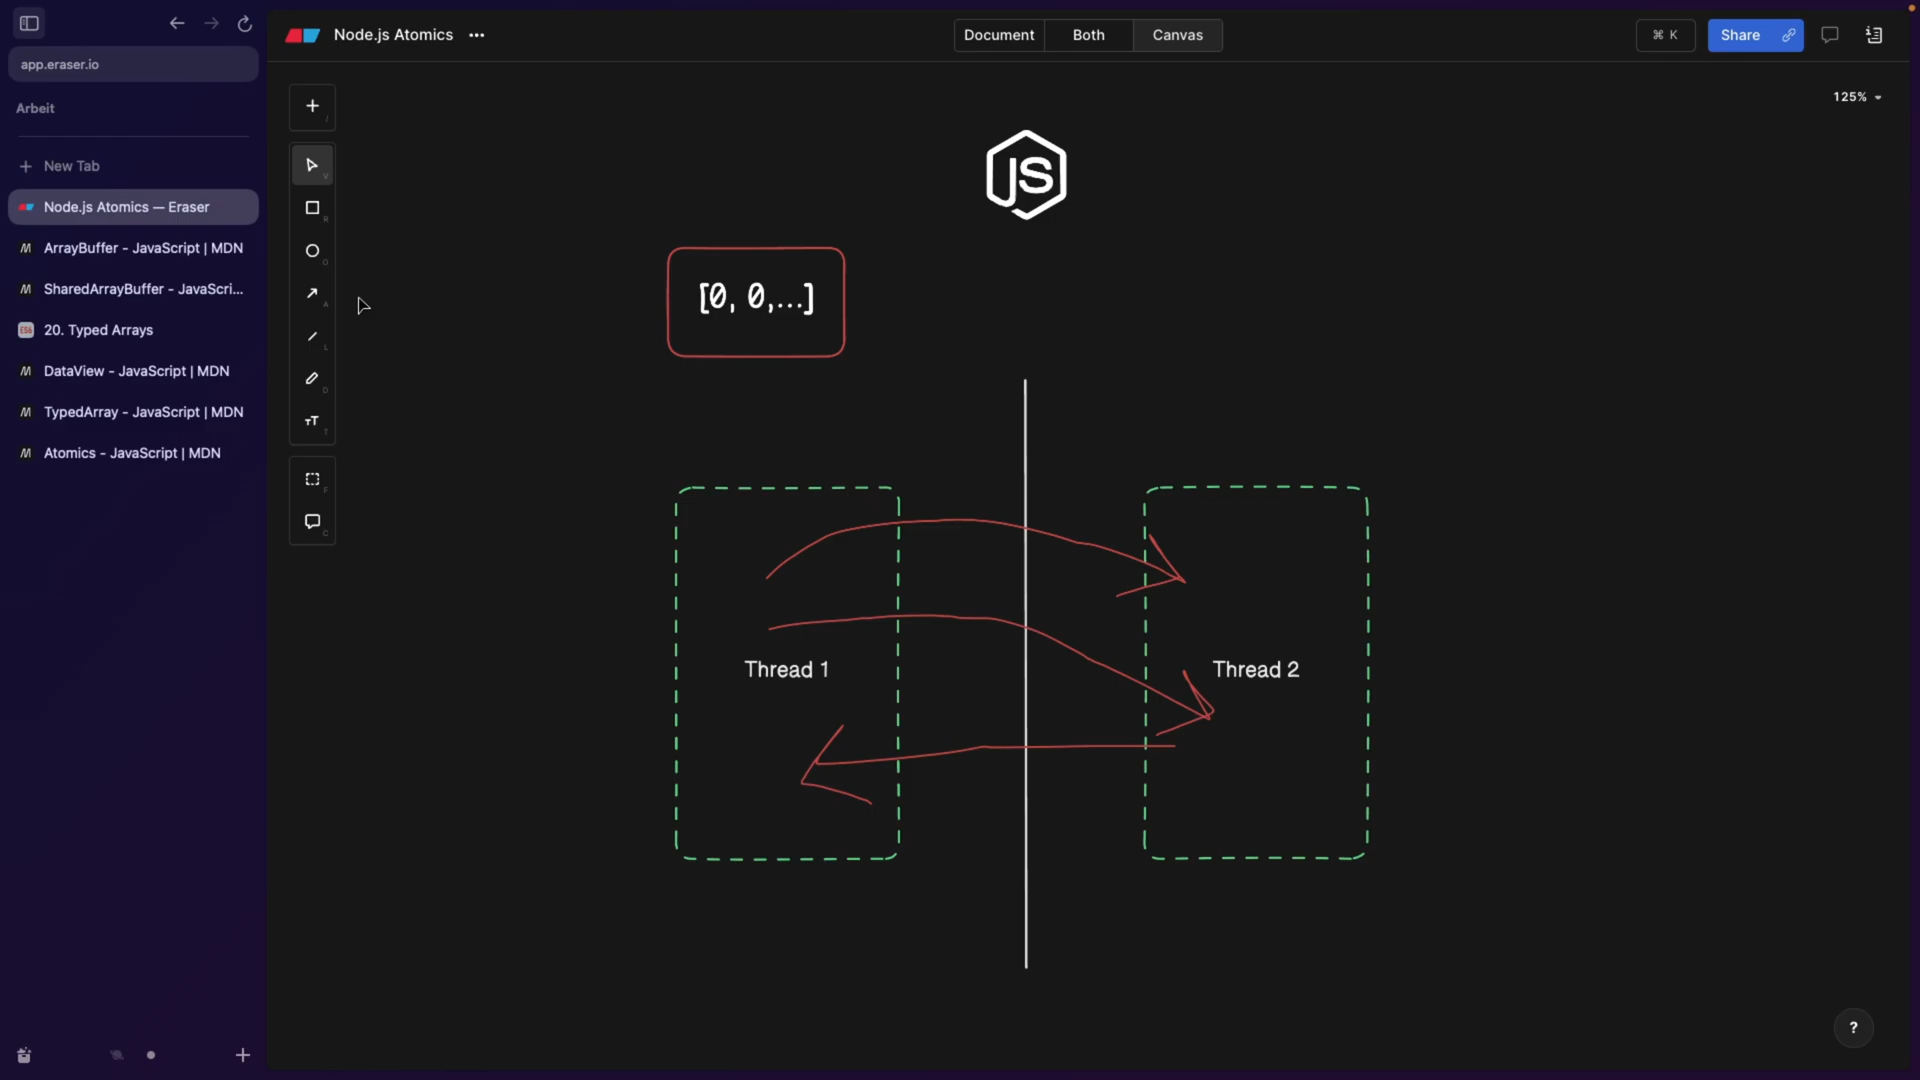 app.eraser.io
Arbeit
New Tab
Node.js Atomics — Eraser
ArrayBuffer - JavaScript | MDN
SharedArrayBuffer - JavaScri...
20. Typed Arrays
DataView - JavaScript | MDN
TypedArray - JavaScript | MDN
Atomics - JavaScript | MDN
Node.js Atomics
Document
Both
Canvas
⌘ K
Share
125%
/
V
R
O
A
L
D
T
F
C
JS
[0, 0,...]
Thread 1
Thread 2
?